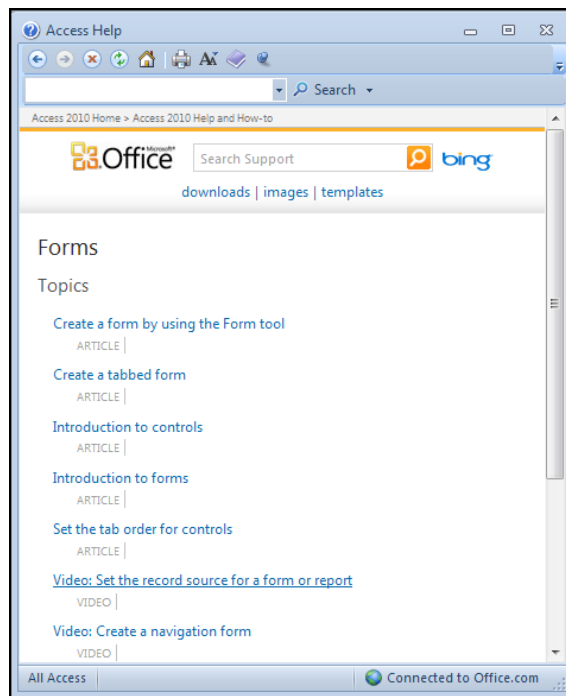 Access Help
Search
Access 2010 Home > Access 2010 Help and How-to
Office Microsoft®
Search Support
bing
downloads | images | templates
Forms
Topics
Create a form by using the Form tool
ARTICLE |
Create a tabbed form
ARTICLE |
Introduction to controls
ARTICLE |
Introduction to forms
ARTICLE |
Set the tab order for controls
ARTICLE |
Video: Set the record source for a form or report
VIDEO |
Video: Create a navigation form
VIDEO |
All Access
Connected to Office.com